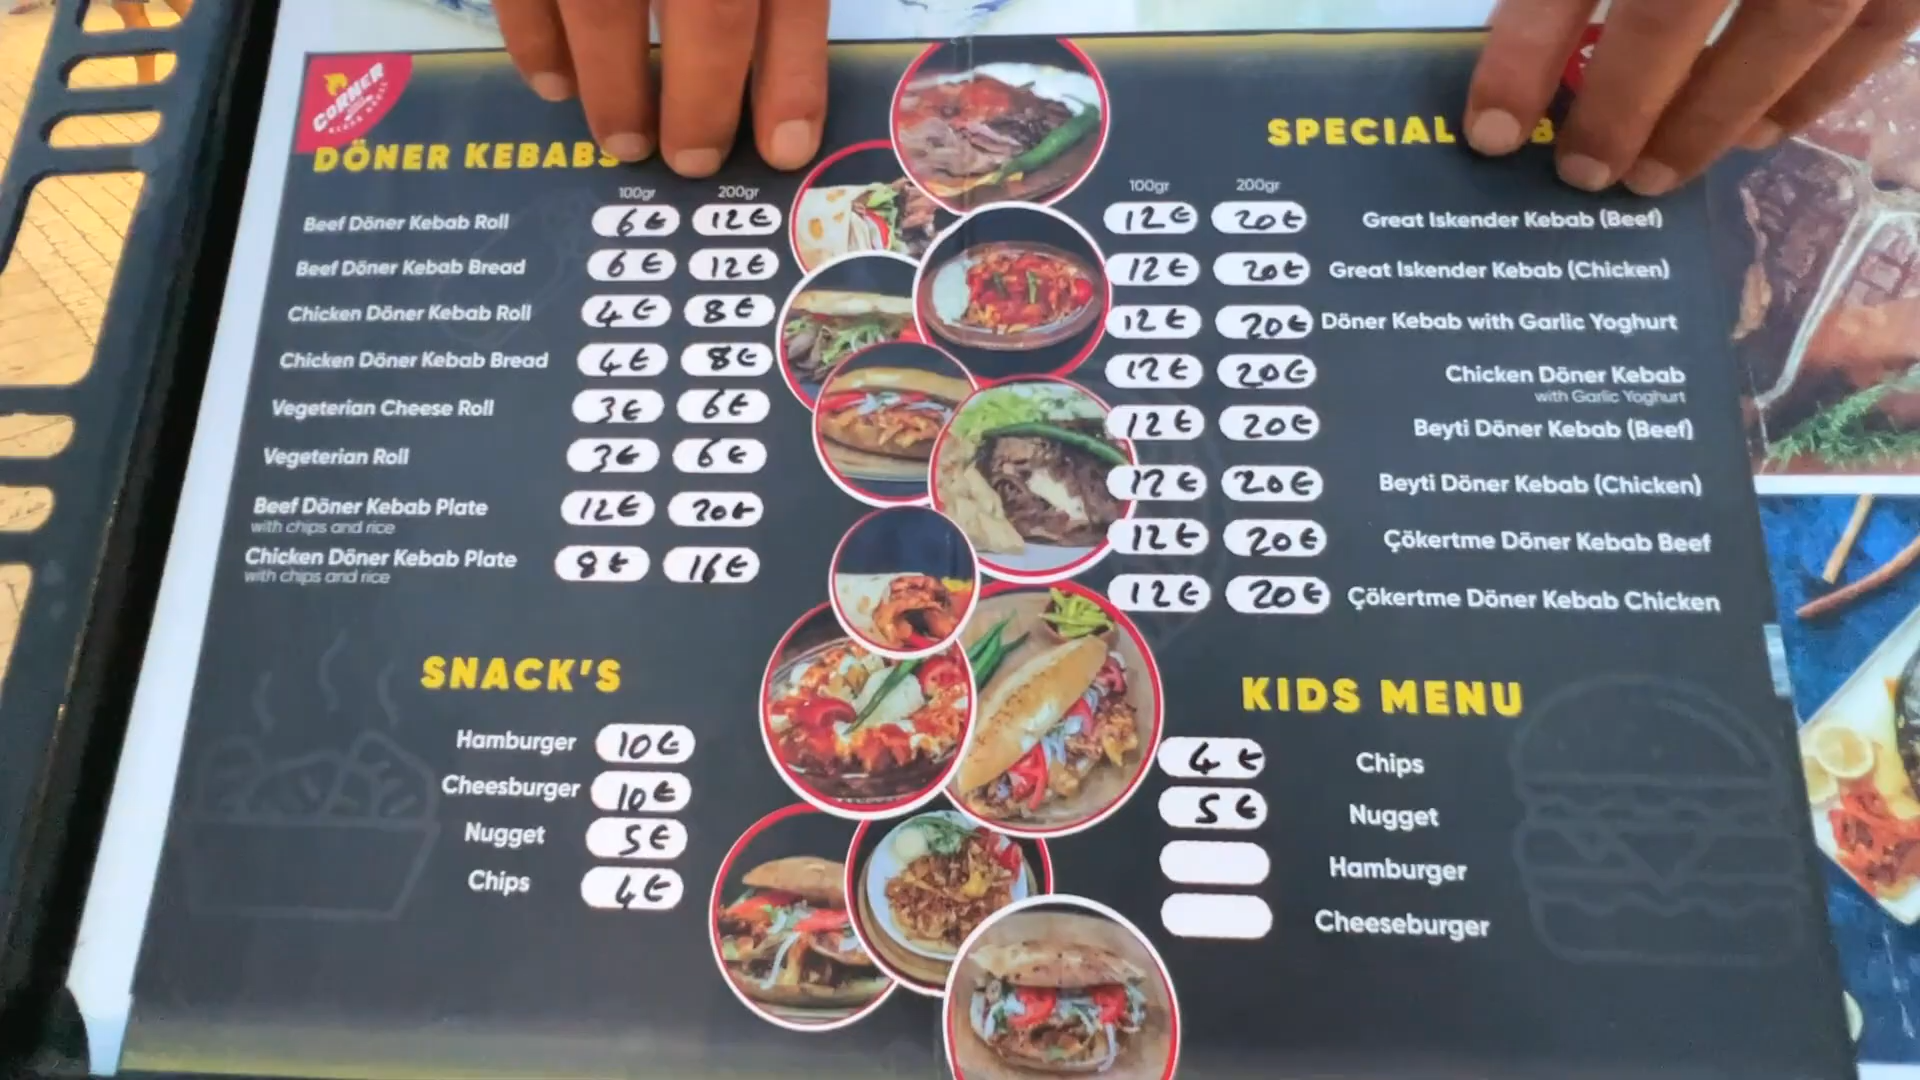 CORNER
DÖNER KEBABS
100gr 200gr
Beef Döner Kebab Roll 6€ 12€
Beef Döner Kebab Bread 6€ 12€
Chicken Döner Kebab Roll 4€ 8€
Chicken Döner Kebab Bread 4€ 8€
Vegeterian Cheese Roll 3€ 6€
Vegeterian Roll 3€ 6€
Beef Döner Kebab Plate 12€ 20€
with chips and rice
Chicken Döner Kebab Plate 8€ 16€
with chips and rice
SNACK'S
Hamburger 10€
Cheesburger 10€
Nugget 5€
Chips 4€
SPECIAL
100gr 200gr
12€ 20€ Great Iskender Kebab (Beef)
12€ 20€ Great Iskender Kebab (Chicken)
12€ 20€ Döner Kebab with Garlic Yoghurt
12€ 20€ Chicken Döner Kebab
with Garlic Yoghurt
12€ 20€ Beyti Döner Kebab (Beef)
12€ 20€ Beyti Döner Kebab (Chicken)
12€ 20€ Çökertme Döner Kebab Beef
12€ 20€ Çökertme Döner Kebab Chicken
KIDS MENU
4€ Chips
5€ Nugget
Hamburger
Cheeseburger